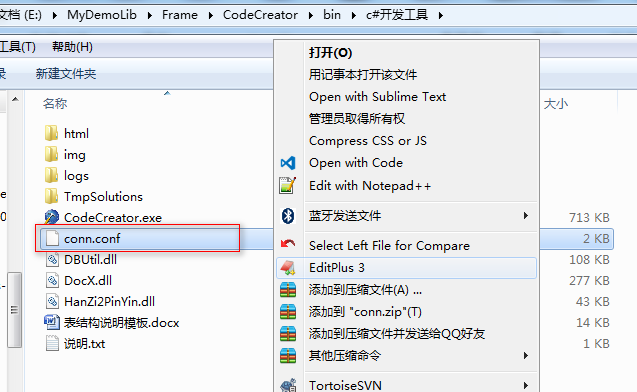 文档 (E:) ▸ MyDemoLib ▸ Frame ▸ CodeCreator ▸ bin ▸ c#开发工具 ▸
工具(T) 帮助(H)
录 新建文件夹
名称 大小
html
img
logs
TmpSolutions
CodeCreator.exe 713 KB
conn.conf 2 KB
DBUtil.dll 108 KB
DocX.dll 277 KB
HanZi2PinYin.dll 43 KB
表结构说明模板.docx 14 KB
说明.txt 1 KB
打开(O)
用记事本打开该文件
Open with Sublime Text
管理员取得所有权
Compress CSS or JS
Open with Code
Edit with Notepad++
蓝牙发送文件
Select Left File for Compare
EditPlus 3
添加到压缩文件(A) ...
添加到 "conn.zip"(T)
添加到压缩文件并发送给QQ好友
其他压缩命令
TortoiseSVN